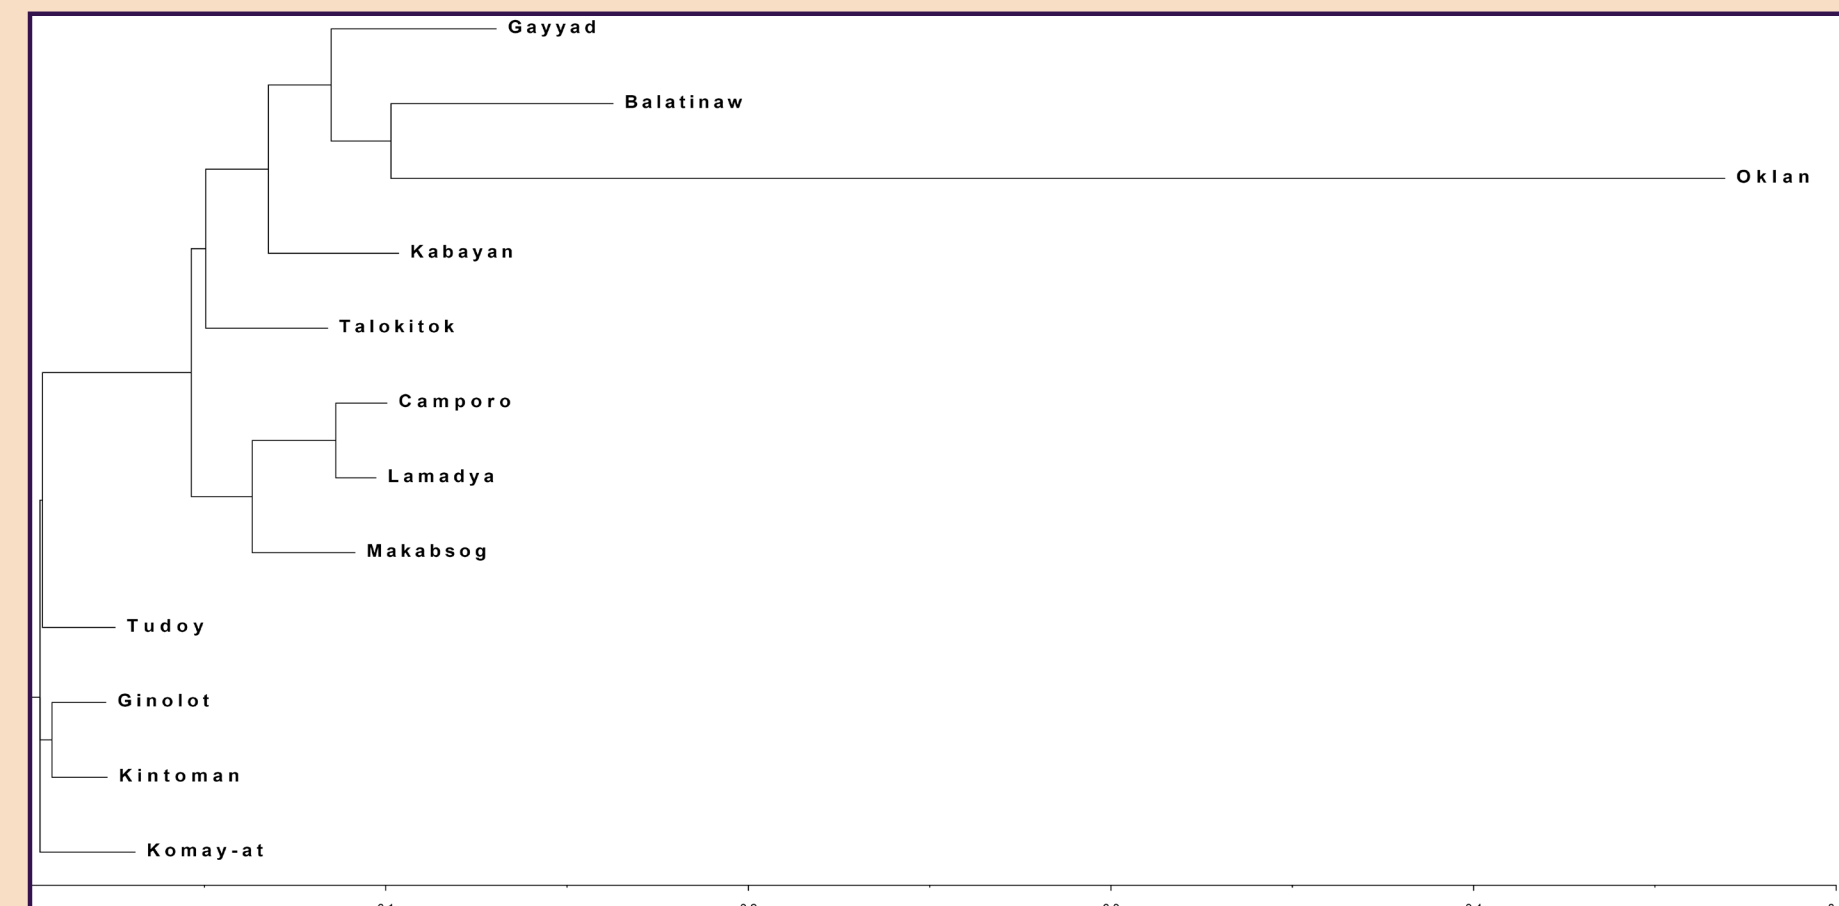 Gayyad
Balatinaw
Oklan
Kabayan
Talokitok
Camporo
Lamadya
Makabsog
Tudoy
Ginolot
Kintoman
Komay-at